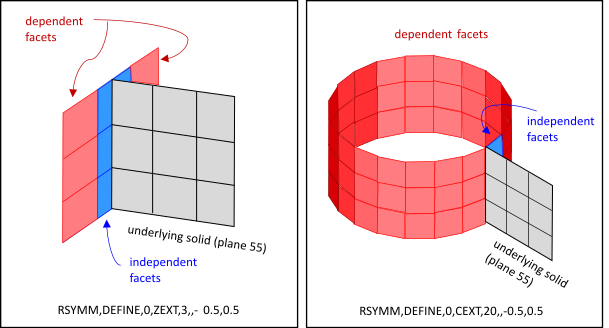 dependent
facets
underlying solid (plane 55)
independent
facets
RSYMM,DEFINE,0,ZEXT,3,,- 0.5,0.5
dependent facets
independent
facets
underlying solid
(plane 55)
RSYMM,DEFINE,0,CEXT,20,,-0.5,0.5